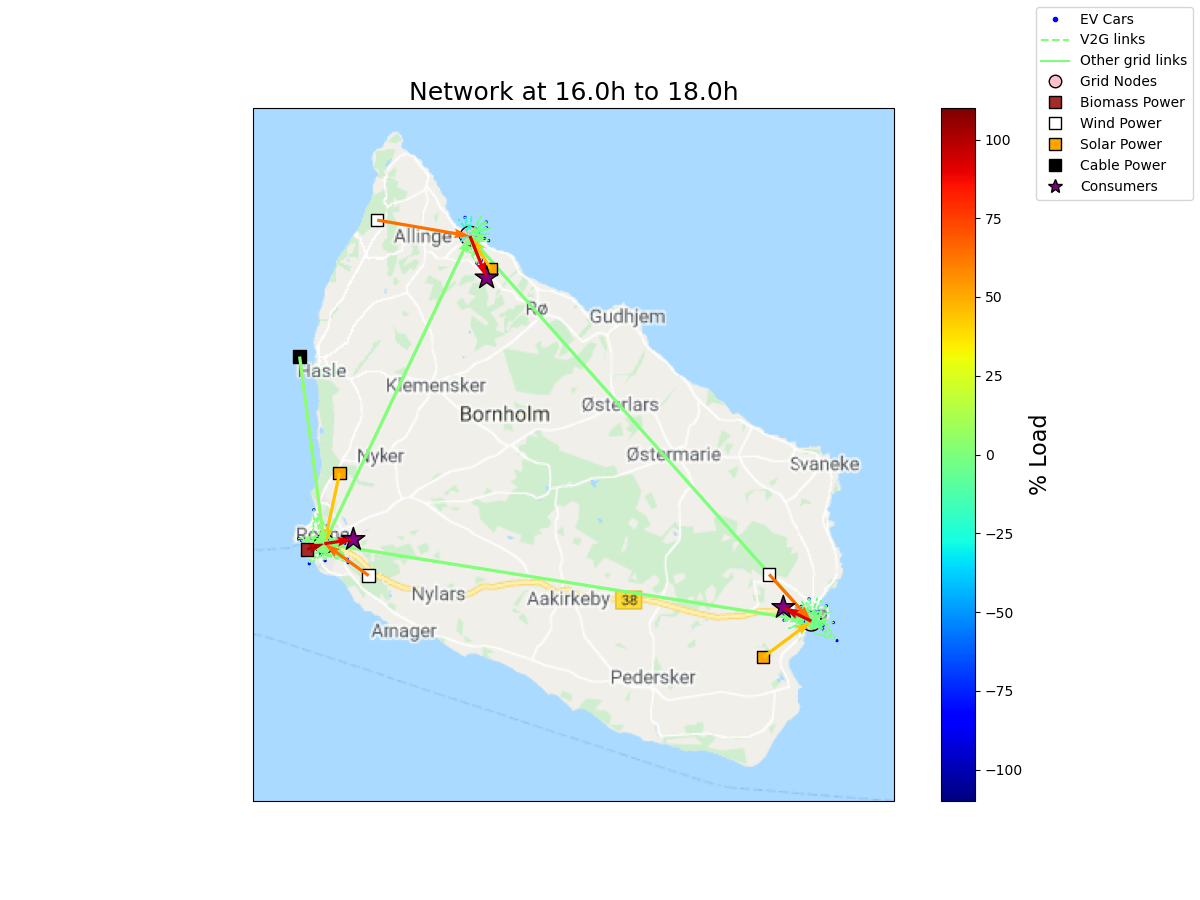 EV Cars
V2G links
Other grid links
Grid Nodes
Biomass Power
Wind Power
Solar Power
Cable Power
Consumers
Network at 16.0h to 18.0h
Allinge
Rø
Gudhjem
Hasle
Klemensker
Bornholm
Østerlars
Nyker
Østermarie
Svaneke
Nylars
Aakirkeby 38
Arnager
Pedersker
100
75
50
25
0
−25
−50
−75
−100
% Load